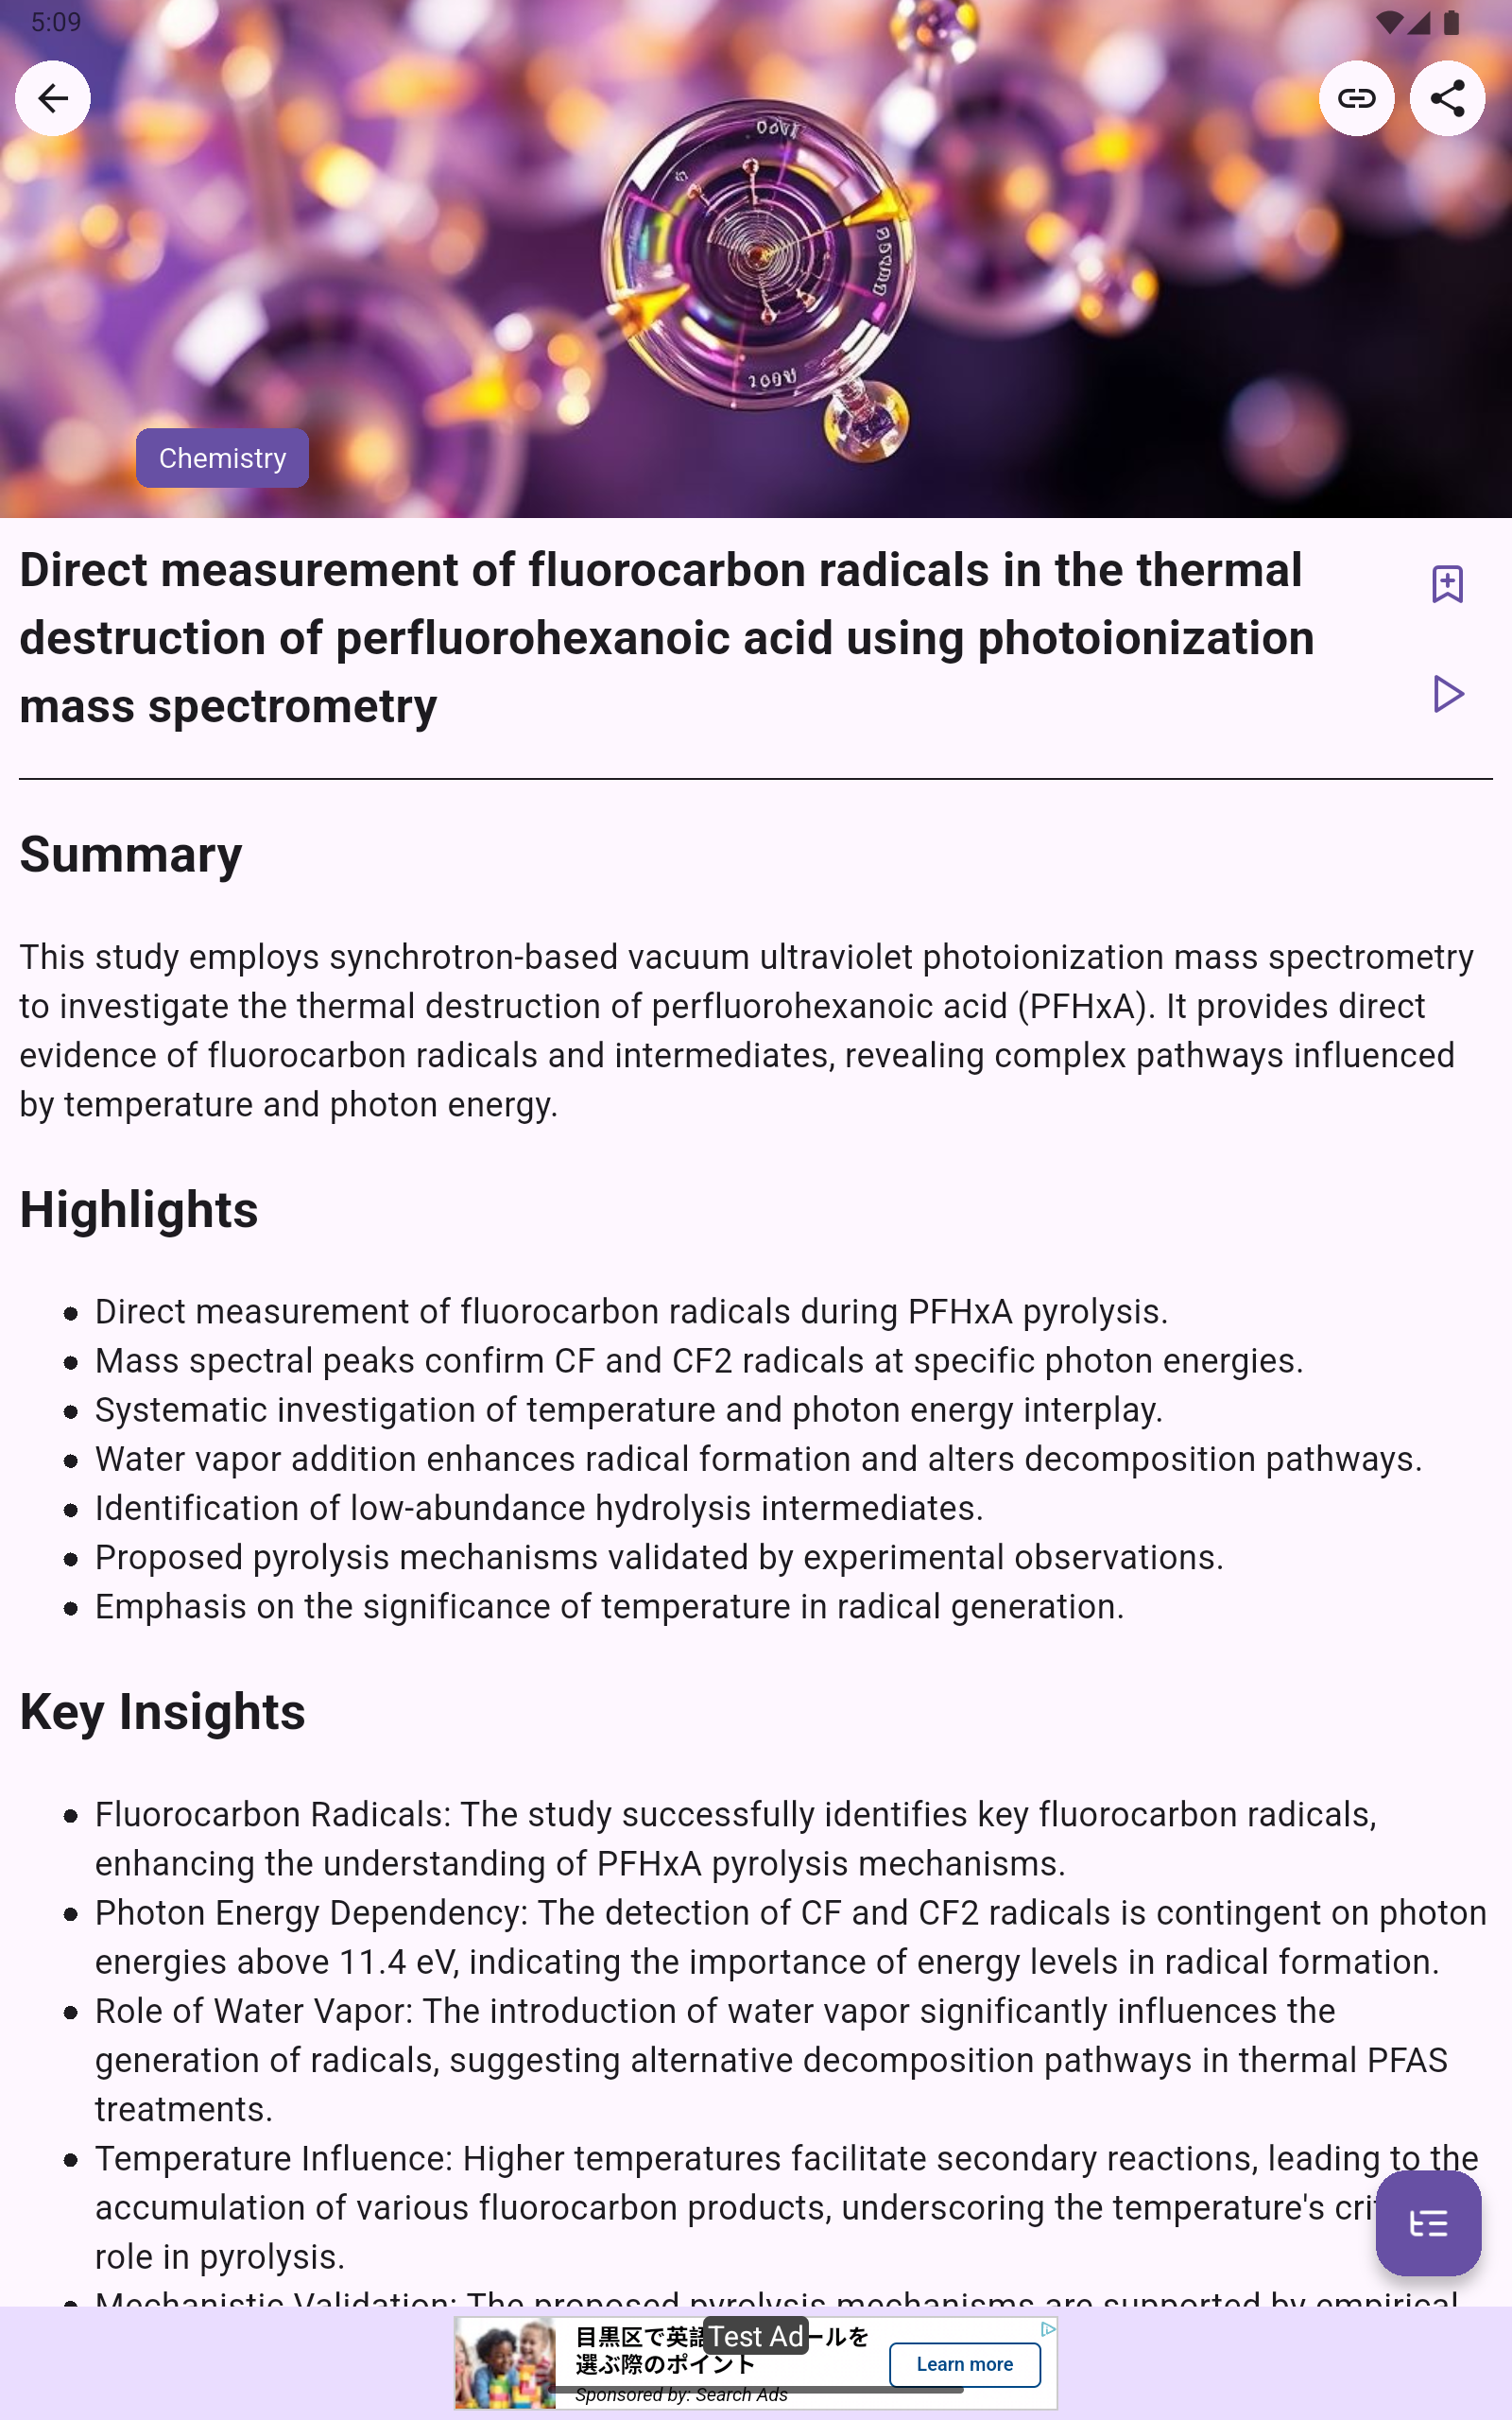 5:09
Chemistry
Direct measurement of fluorocarbon radicals in the thermal
destruction of perfluorohexanoic acid using photoionization
mass spectrometry
Summary
This study employs synchrotron-based vacuum ultraviolet photoionization mass spectrometry
to investigate the thermal destruction of perfluorohexanoic acid (PFHxA). It provides direct
evidence of fluorocarbon radicals and intermediates, revealing complex pathways influenced
by temperature and photon energy.
Highlights
Direct measurement of fluorocarbon radicals during PFHxA pyrolysis.
Mass spectral peaks confirm CF and CF2 radicals at specific photon energies.
Systematic investigation of temperature and photon energy interplay.
Water vapor addition enhances radical formation and alters decomposition pathways.
Identification of low-abundance hydrolysis intermediates.
Proposed pyrolysis mechanisms validated by experimental observations.
Emphasis on the significance of temperature in radical generation.
Key Insights
Fluorocarbon Radicals: The study successfully identifies key fluorocarbon radicals,
enhancing the understanding of PFHxA pyrolysis mechanisms.
Photon Energy Dependency: The detection of CF and CF2 radicals is contingent on photon
energies above 11.4 eV, indicating the importance of energy levels in radical formation.
Role of Water Vapor: The introduction of water vapor significantly influences the
generation of radicals, suggesting alternative decomposition pathways in thermal PFAS
treatments.
Temperature Influence: Higher temperatures facilitate secondary reactions, leading to the
accumulation of various fluorocarbon products, underscoring the temperature's
role in pyrolysis.
Mechanistic Validation: The proposed pyrolysis mechanisms are supported by empirical
Test Ad
目黒区で英語 ールを
選ぶ際のポイント
Sponsored by: Search Ads
Learn more